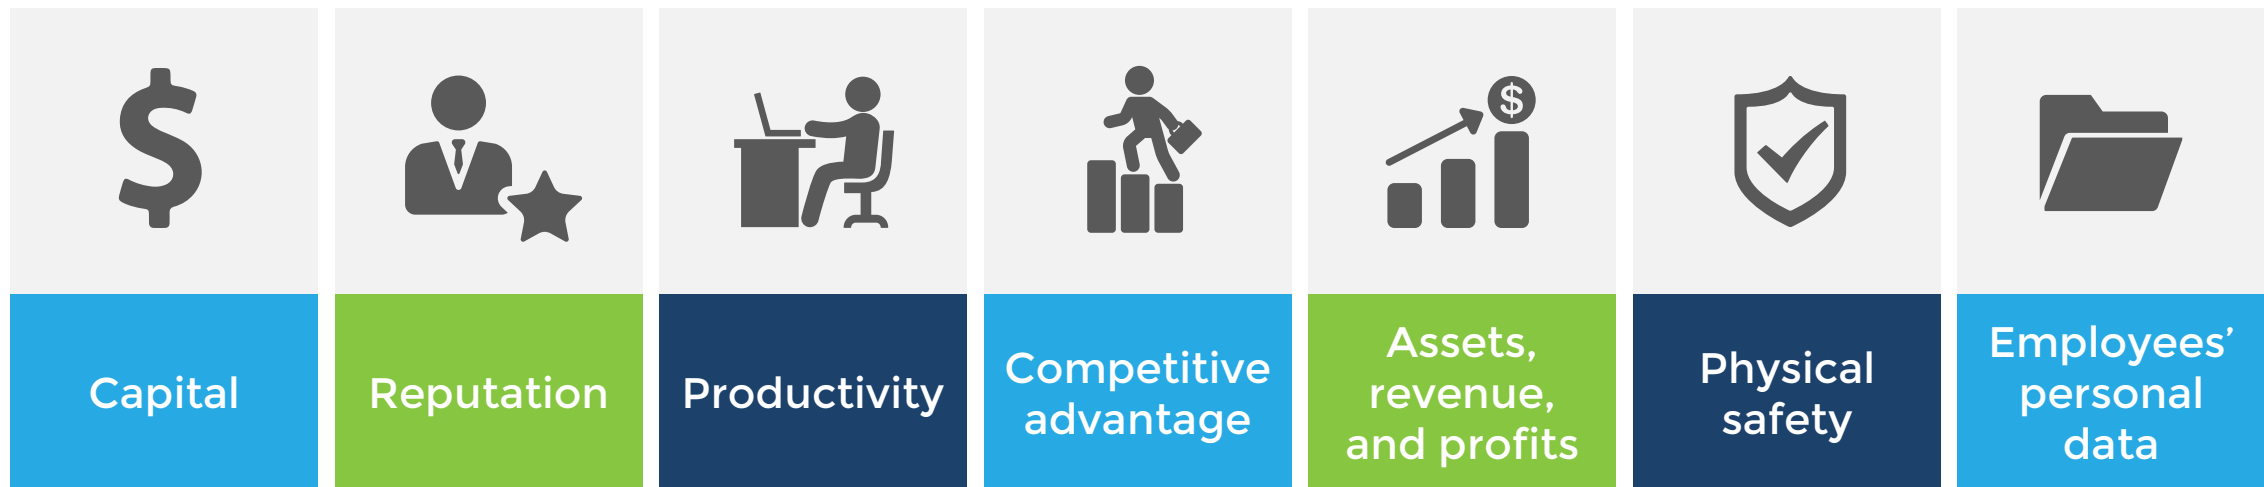 $
Capital
Reputation
Productivity
Competitive
advantage
$
Assets,
revenue,
and profits
Physical
safety
Employees’
personal
data